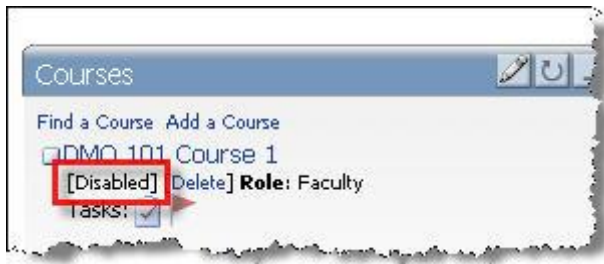 Courses
Find a Course Add a Course
DMO 101 Course 1
[Disabled] [Delete] Role: Faculty
Tasks: